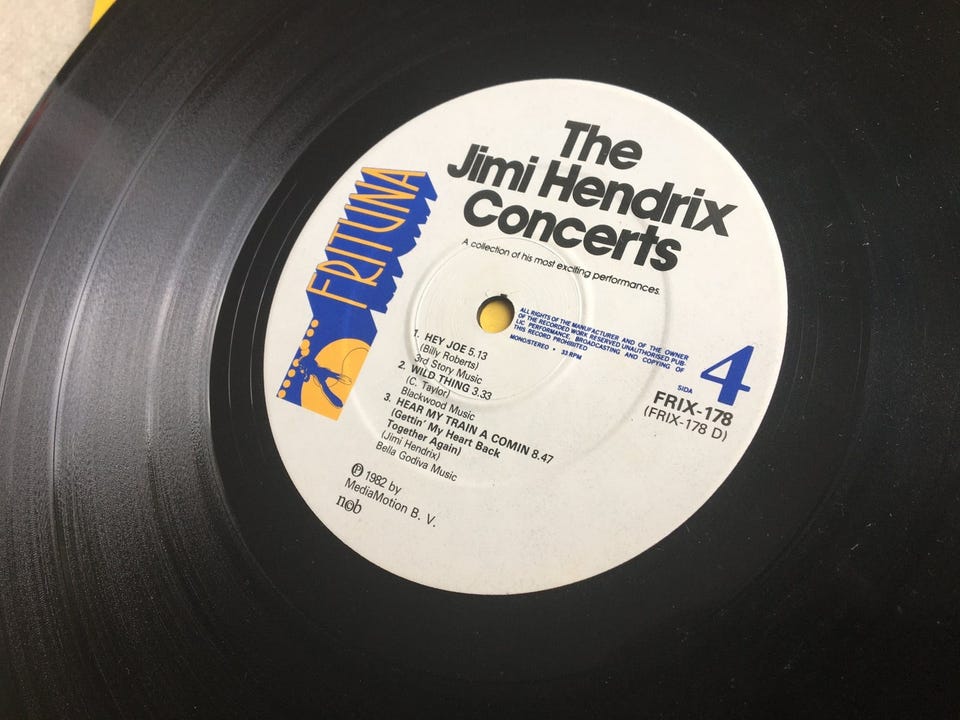 The
Jimi Hendrix
Concerts
A collection of his most exciting performances.
FRITUNA
ALL RIGHTS OF THE MANUFACTURER AND OF THE OWNER
OF THE RECORDED WORK RESERVED UNAUTHORISED PUB-
LIC PERFORMANCE, BROADCASTING AND COPYING OF
THIS RECORD PROHIBITED
MONO/STEREO • 33 RPM
SIDA 4
FRIX-178
(FRIX-178 D)
1. HEY JOE 5.13
(Billy Roberts)
3rd Story Music
2. WILD THING 3.33
(C. Taylor)
Blackwood Music
3. HEAR MY TRAIN A COMIN 8.47
(Gettin' My Heart Back
Together Again)
(Jimi Hendrix)
Bella Godiva Music
Ⓟ 1982 by
MediaMotion B. V.
n©b